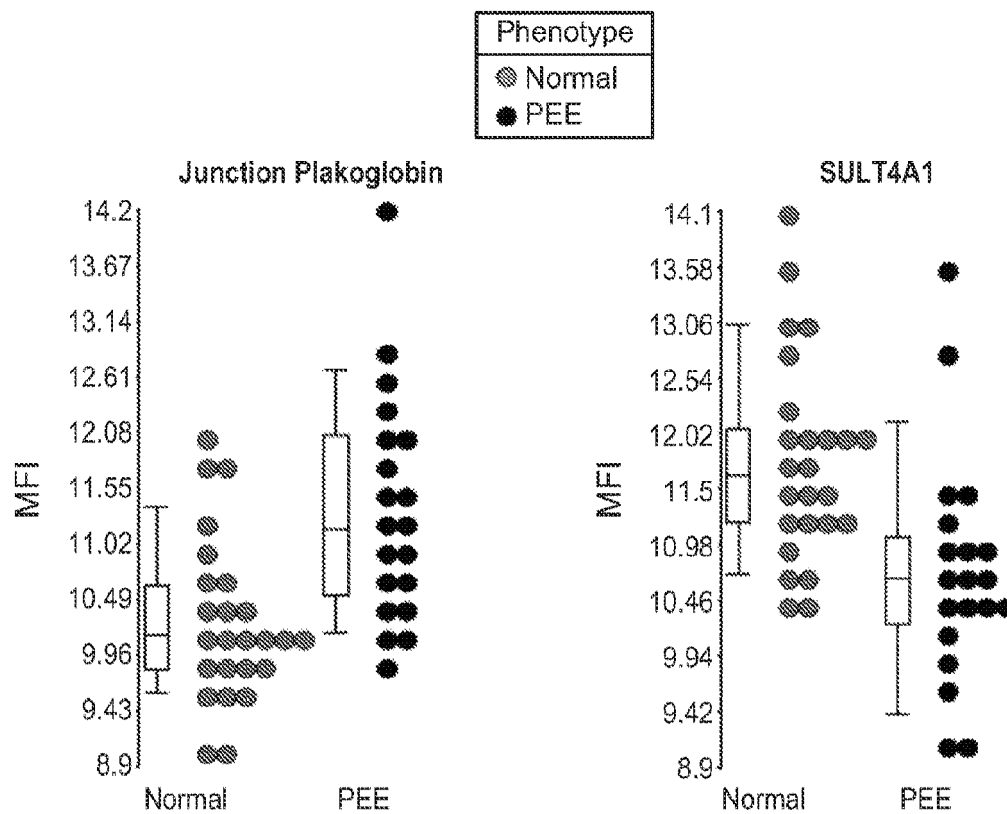 Phenotype
Normal
PEE
Junction Plakoglobin
14.2
13.67
13.14
12.61
12.08
11.55
11.02
10.49
9.96
9.43
8.9
MFI
Normal PEE
SULT4A1
14.1
13.58
13.06
12.54
12.02
11.5
10.98
10.46
9.94
9.42
8.9
MFI
Normal PEE